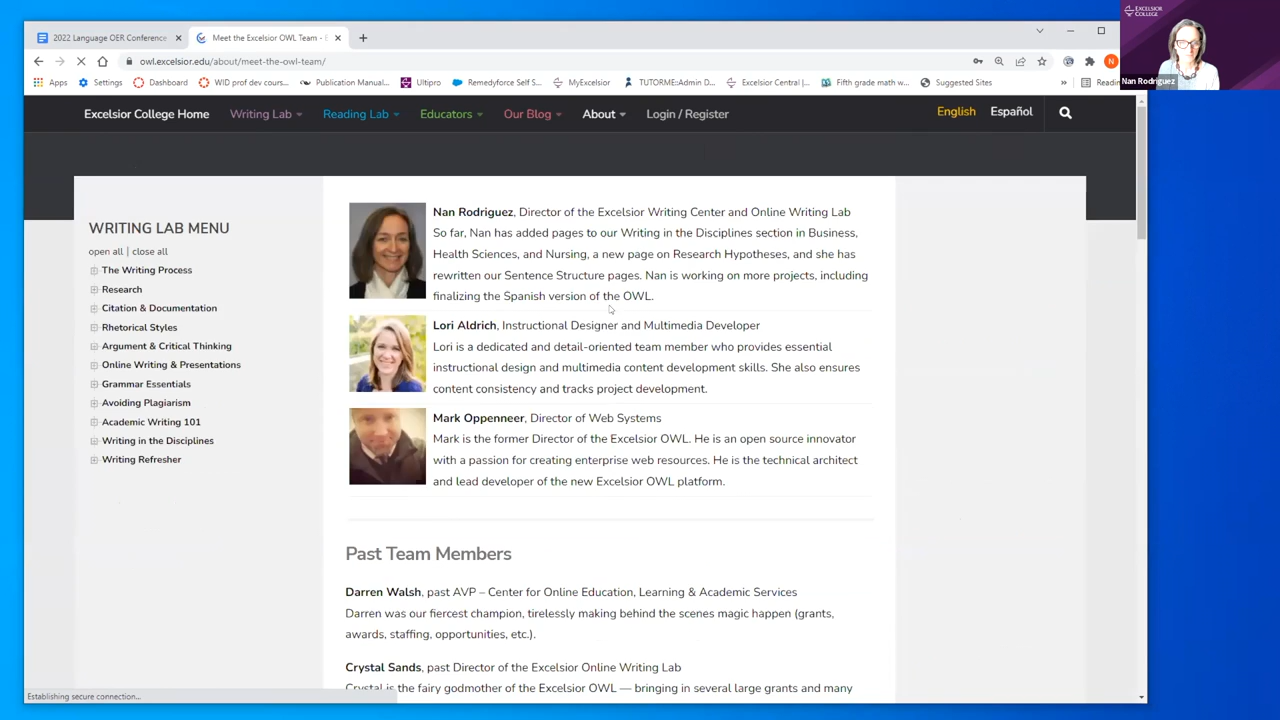 2022 Language OER Conference
Meet the Excelsior OWL Team - E
owl.excelsior.edu/about/meet-the-owl-team/
Apps Settings Dashboard WID prof dev cours... Publication Manual... Ultipro Remedyforce Self S... MyExcelsior TUTORME::Admin D... Excelsior Central |... Fifth grade math w... Suggested Sites » Readin
EXCELSIOR COLLEGE
Nan Rodriguez
Excelsior College Home Writing Lab Reading Lab Educators Our Blog About Login / Register English Español
WRITING LAB MENU
open all | close all
The Writing Process
Research
Citation & Documentation
Rhetorical Styles
Argument & Critical Thinking
Online Writing & Presentations
Grammar Essentials
Avoiding Plagiarism
Academic Writing 101
Writing in the Disciplines
Writing Refresher
Nan Rodriguez, Director of the Excelsior Writing Center and Online Writing Lab
So far, Nan has added pages to our Writing in the Disciplines section in Business,
Health Sciences, and Nursing, a new page on Research Hypotheses, and she has
rewritten our Sentence Structure pages. Nan is working on more projects, including
finalizing the Spanish version of the OWL.
Lori Aldrich, Instructional Designer and Multimedia Developer
Lori is a dedicated and detail-oriented team member who provides essential
instructional design and multimedia content development skills. She also ensures
content consistency and tracks project development.
Mark Oppenneer, Director of Web Systems
Mark is the former Director of the Excelsior OWL. He is an open source innovator
with a passion for creating enterprise web resources. He is the technical architect
and lead developer of the new Excelsior OWL platform.
Past Team Members
Darren Walsh, past AVP – Center for Online Education, Learning & Academic Services
Darren was our fiercest champion, tirelessly making behind the scenes magic happen (grants,
awards, staffing, opportunities, etc.).
Crystal Sands, past Director of the Excelsior Online Writing Lab
Crystal is the fairy godmother of the Excelsior OWL — bringing in several large grants and many
Establishing secure connection...